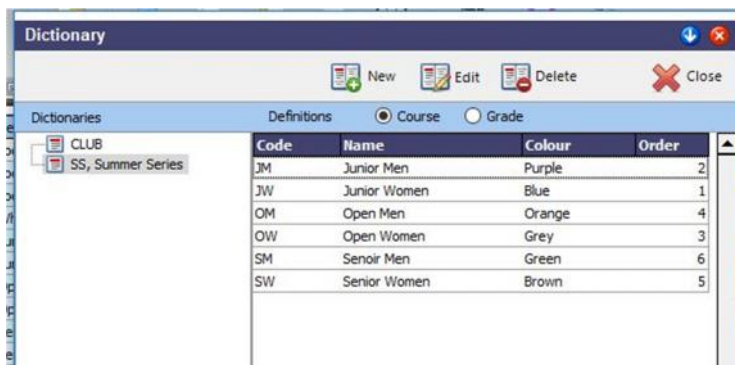 Dictionary
New Edit Delete Close
Dictionaries Definitions Course Grade
CLUB
SS, Summer Series
Code Name Colour Order
JM Junior Men Purple 2
JW Junior Women Blue 1
OM Open Men Orange 4
OW Open Women Grey 3
SM Senoir Men Green 6
SW Senior Women Brown 5